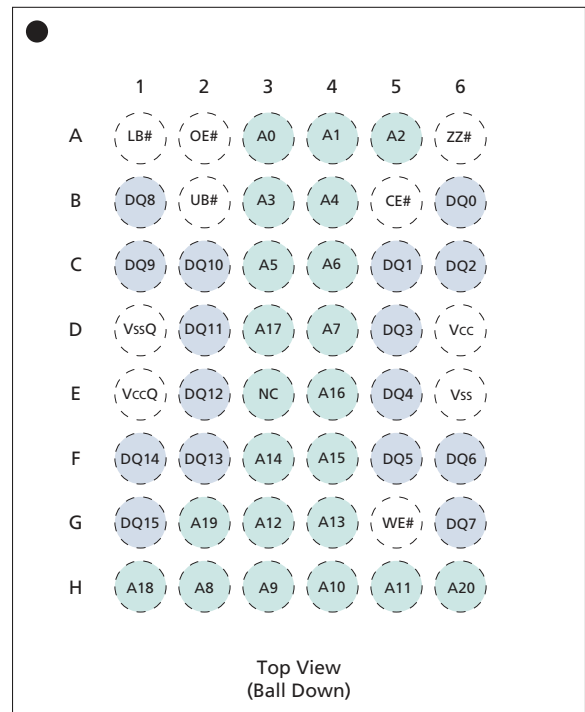 1 2 3 4 5 6
A LB# OE# A0 A1 A2 ZZ#
B DQ8 UB# A3 A4 CE# DQ0
C DQ9 DQ10 A5 A6 DQ1 DQ2
D VssQ DQ11 A17 A7 DQ3 Vcc
E VccQ DQ12 NC A16 DQ4 Vss
F DQ14 DQ13 A14 A15 DQ5 DQ6
G DQ15 A19 A12 A13 WE# DQ7
H A18 A8 A9 A10 A11 A20
Top View
(Ball Down)